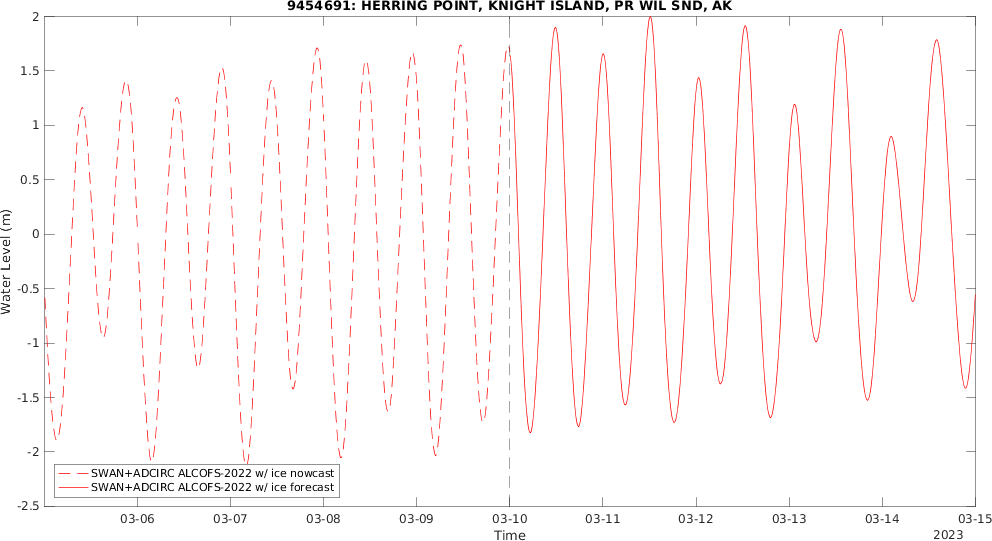 9454691: HERRING POINT, KNIGHT ISLAND, PR WIL SND, AK
Water Level (m)
2
1.5
1
0.5
0
-0.5
-1
-1.5
-2
-2.5
SWAN+ADCIRC ALCOFS-2022 w/ ice nowcast
SWAN+ADCIRC ALCOFS-2022 w/ ice forecast
03-06 03-07 03-08 03-09 03-10 03-11 03-12 03-13 03-14 03-15
Time
2023